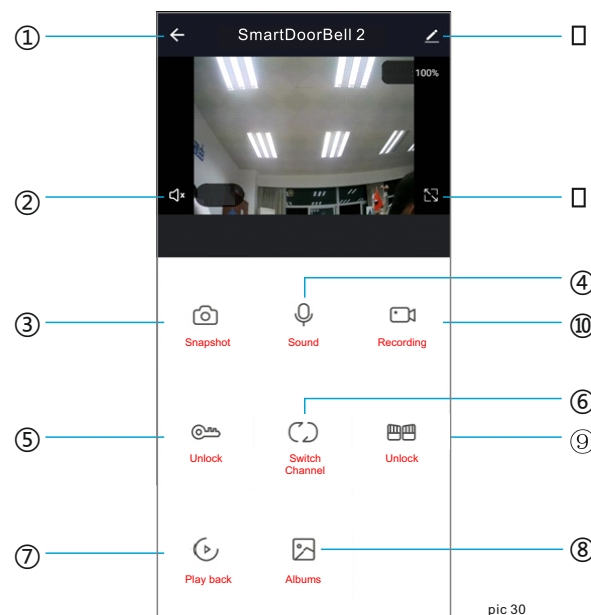 ① SmartDoorBell 2
100%
②
④
③ ⑩
Snapshot Sound Recording
⑥
⑤ ⑨
Unlock Switch Channel Unlock
⑦ ⑧
Play back Albums
pic 30